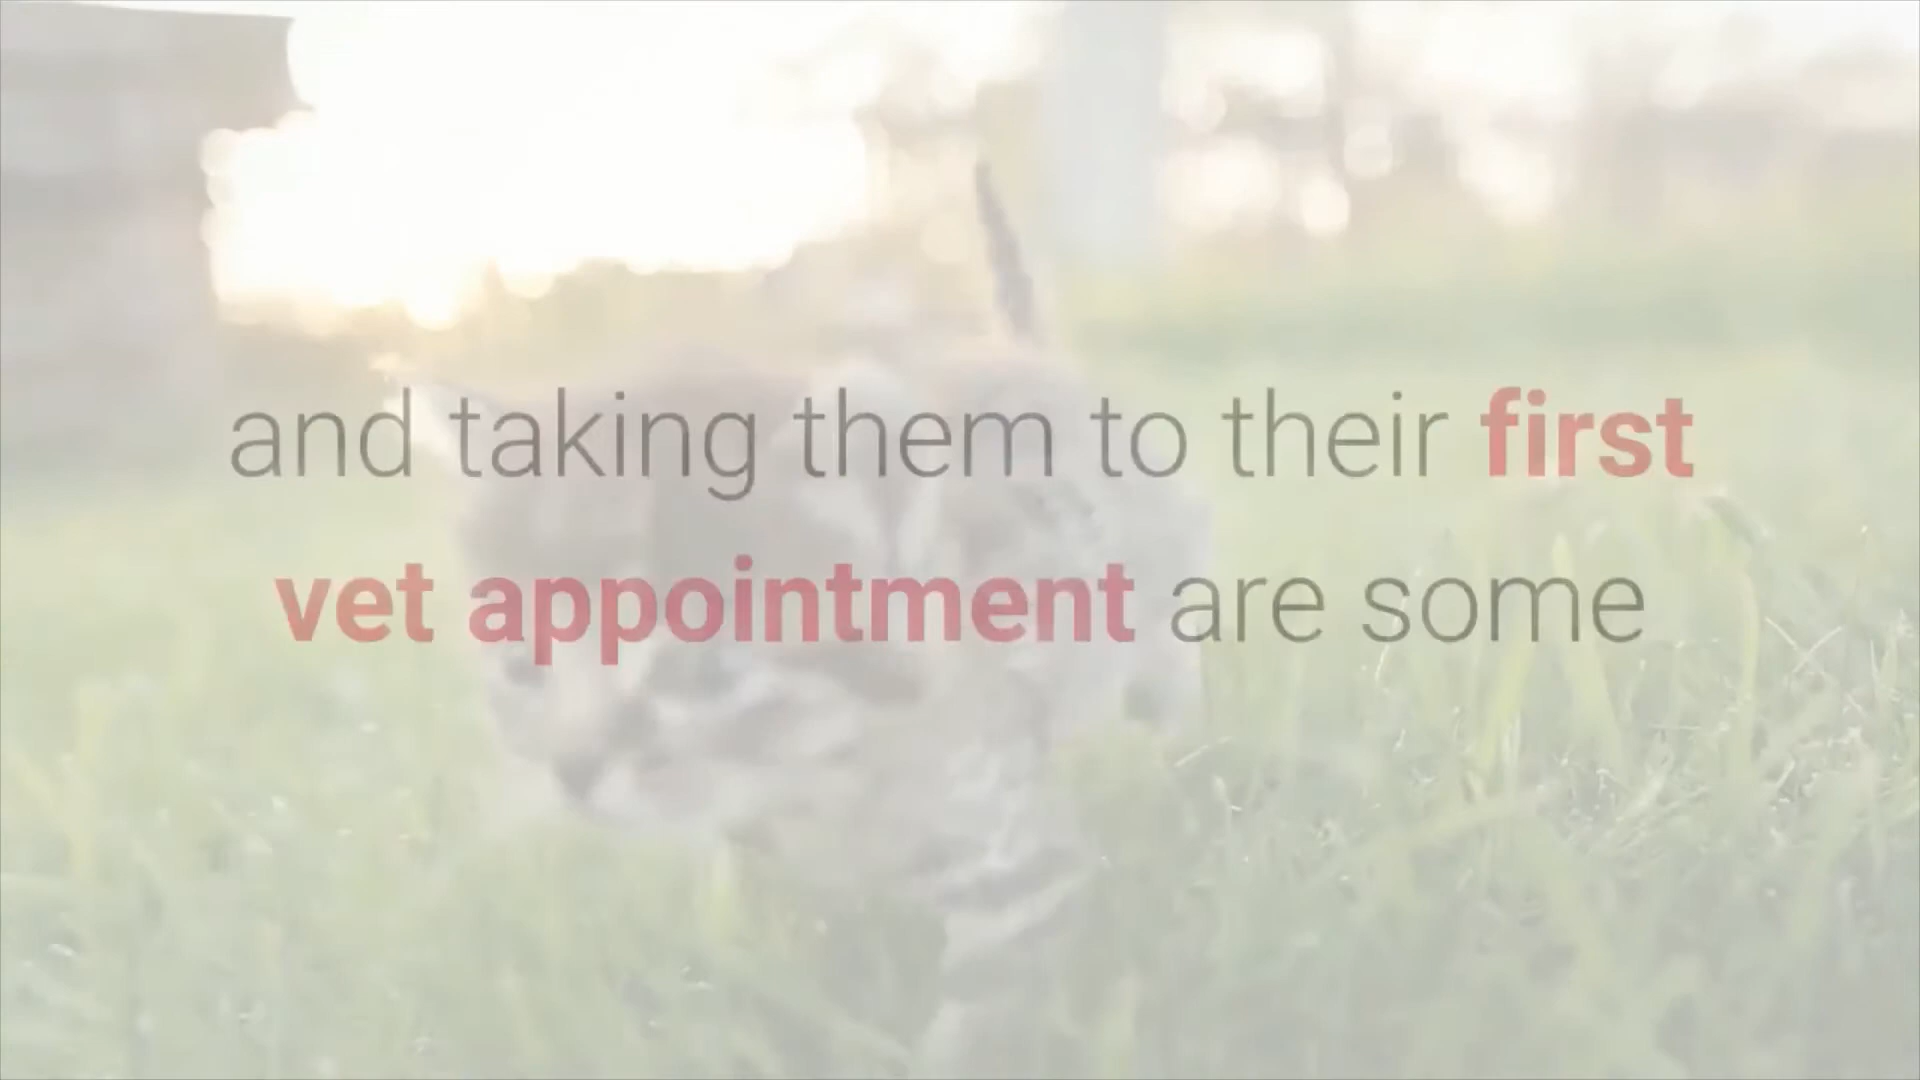 and taking them to their first
vet appointment are some